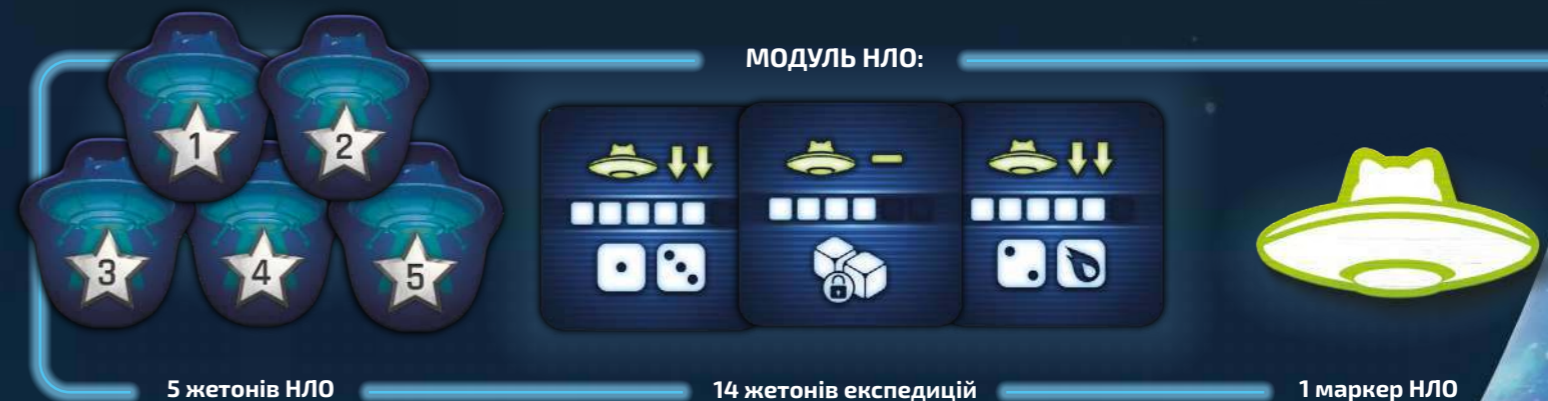 МОДУЛЬ НЛО:
1 2
3 4 5
5 жетонів НЛО
14 жетонів експедицій
1 маркер НЛО